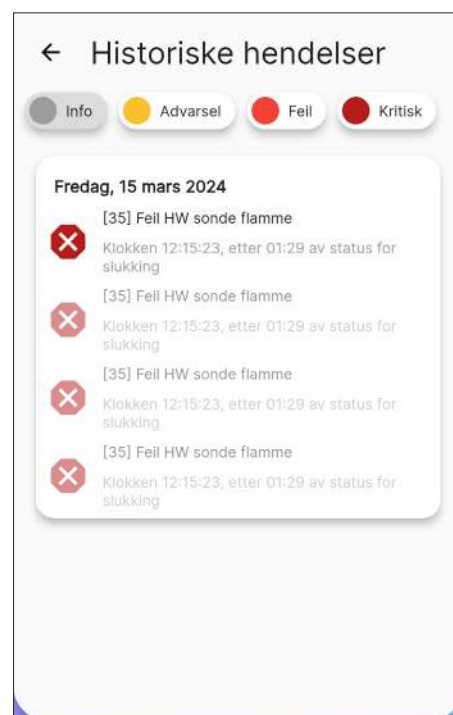 Historiske hendelser
Info Advarsel Feil Kritisk
Fredag, 15 mars 2024
[35] Feil HW sonde flamme
Klokken 12:15:23, etter 01:29 av status for
slukking
[35] Feil HW sonde flamme
Klokken 12:15:23, etter 01:29 av status for
slukking
[35] Feil HW sonde flamme
Klokken 12:15:23, etter 01:29 av status for
slukking
[35] Feil HW sonde flamme
Klokken 12:15:23, etter 01:29 av status for
slukking